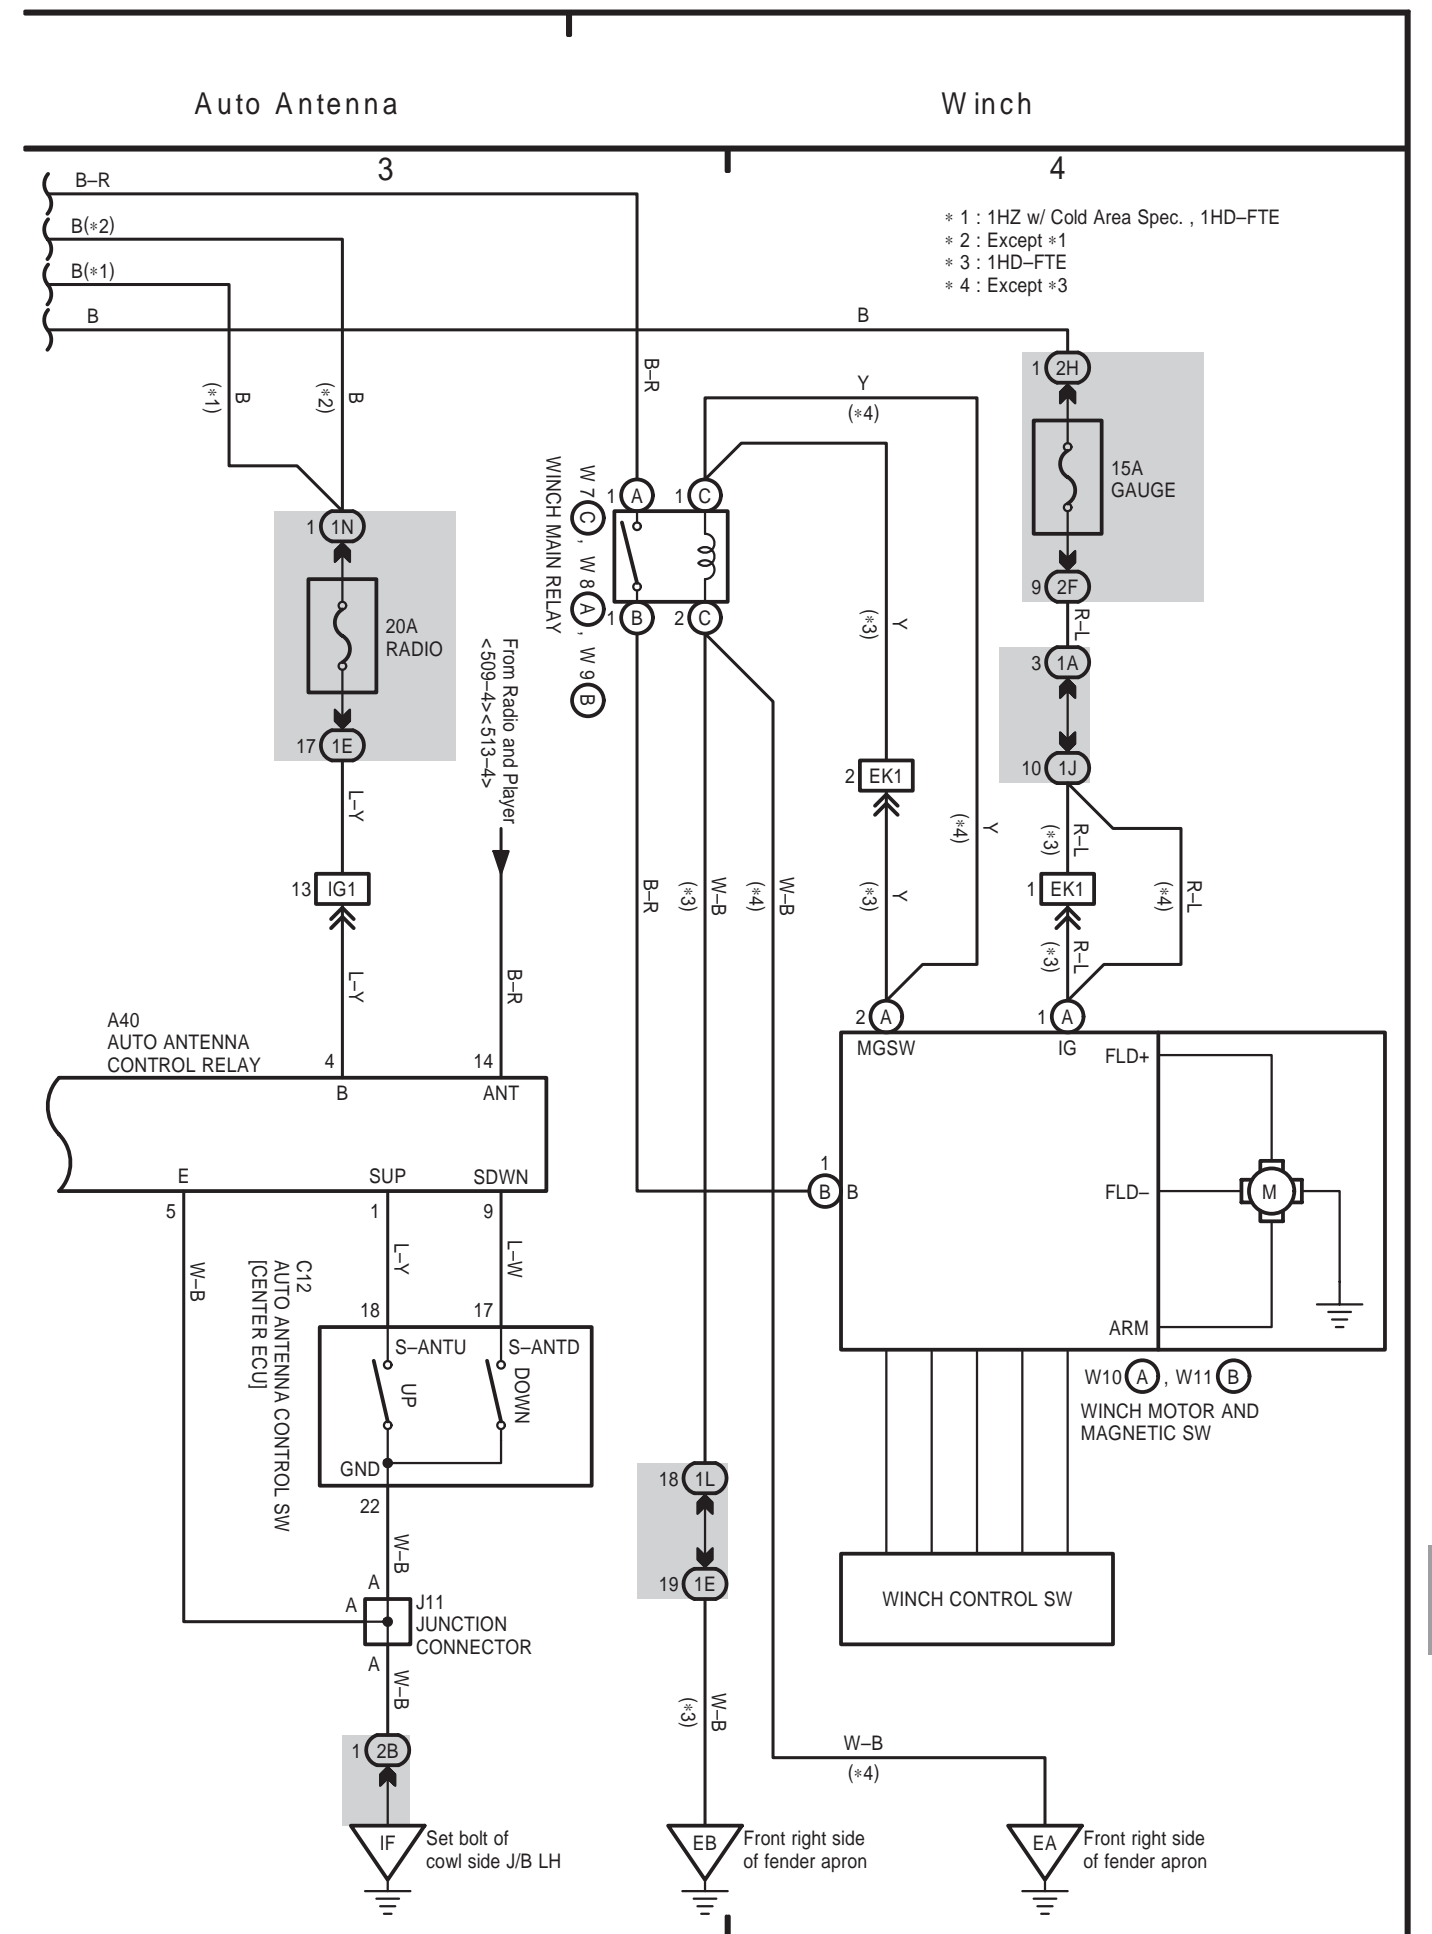 Auto Antenna
Winch
3
4
B–R
B(∗2)
B(∗1)
B
B
∗ 1 : 1HZ w/ Cold Area Spec. , 1HD–FTE
∗ 2 : Except ∗1
∗ 3 : 1HD–FTE
∗ 4 : Except ∗3
B
(∗1)
B
(∗2)
B–R
Y
(∗4)
1 2H
15A
GAUGE
9 2F
R–L
3 1A
10 1J
1 1N
20A
RADIO
17 1E
L–Y
13 IG1
L–Y
From Radio and Player
<509–4><513–4>
B–R
W 7 C , W 8 A , W 9 B
WINCH MAIN RELAY
1 A
1 C
1 B
2 C
Y
(∗3)
2 EK1
Y
(∗3)
Y
(∗4)
R–L
(∗3)
1 EK1
R–L
(∗3)
R–L
(∗4)
B–R
W–B
(∗3)
W–B
(∗4)
A40
AUTO ANTENNA
CONTROL RELAY
4
14
B
ANT
E
SUP
SDWN
5
1
9
W–B
L–Y
L–W
C12
AUTO ANTENNA CONTROL SW
[CENTER ECU]
18
17
S–ANTU
S–ANTD
UP
DOWN
GND
22
W–B
A
A
J11
JUNCTION
CONNECTOR
A
W–B
1 2B
IF
Set bolt of
cowl side J/B LH
2 A
1 A
MGSW
IG
FLD+
1
B
B
FLD–
M
ARM
W10 A , W11 B
WINCH MOTOR AND
MAGNETIC SW
18 1L
19 1E
WINCH CONTROL SW
W–B
(∗3)
W–B
(∗4)
EB
Front right side
of fender apron
EA
Front right side
of fender apron